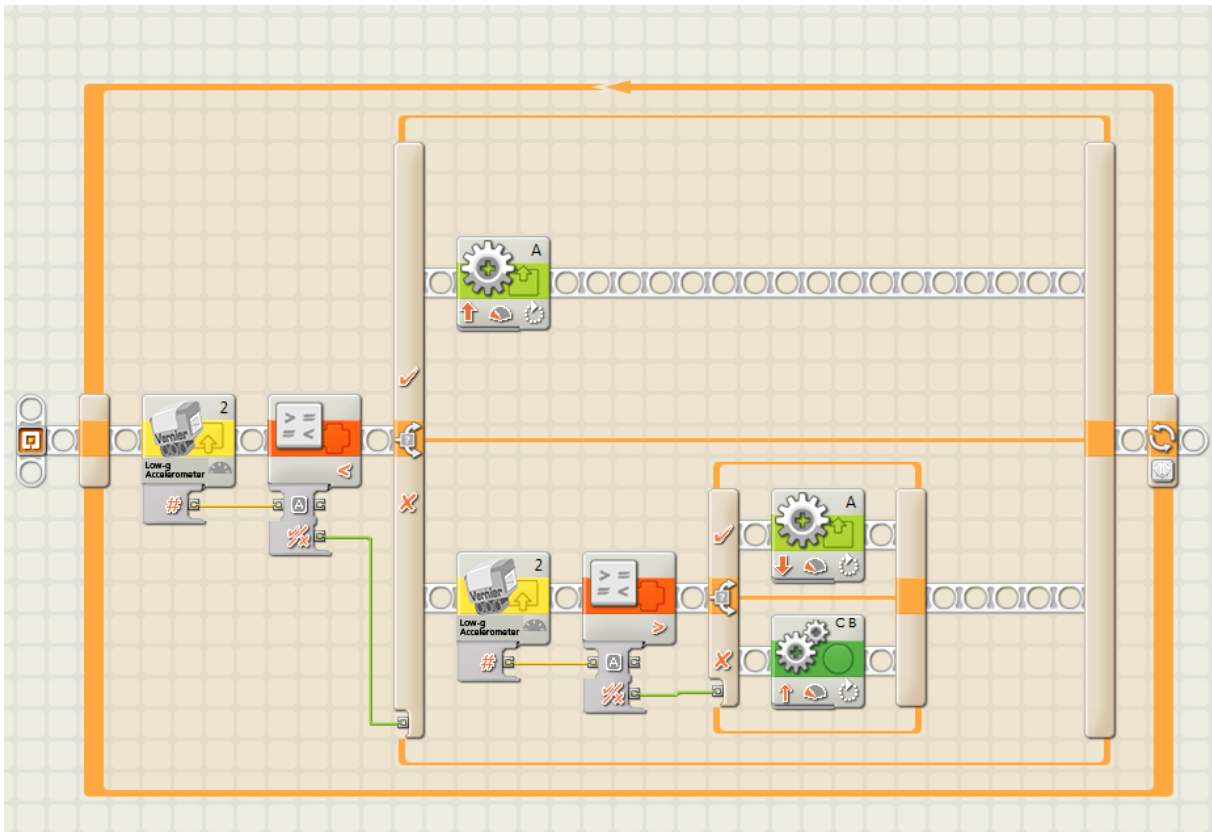 A
2
Vernier
Low-g
Accelerometer
> =
= <
<
#
A
2
Vernier
Low-g
Accelerometer
> =
= <
>
#
A
A
C B